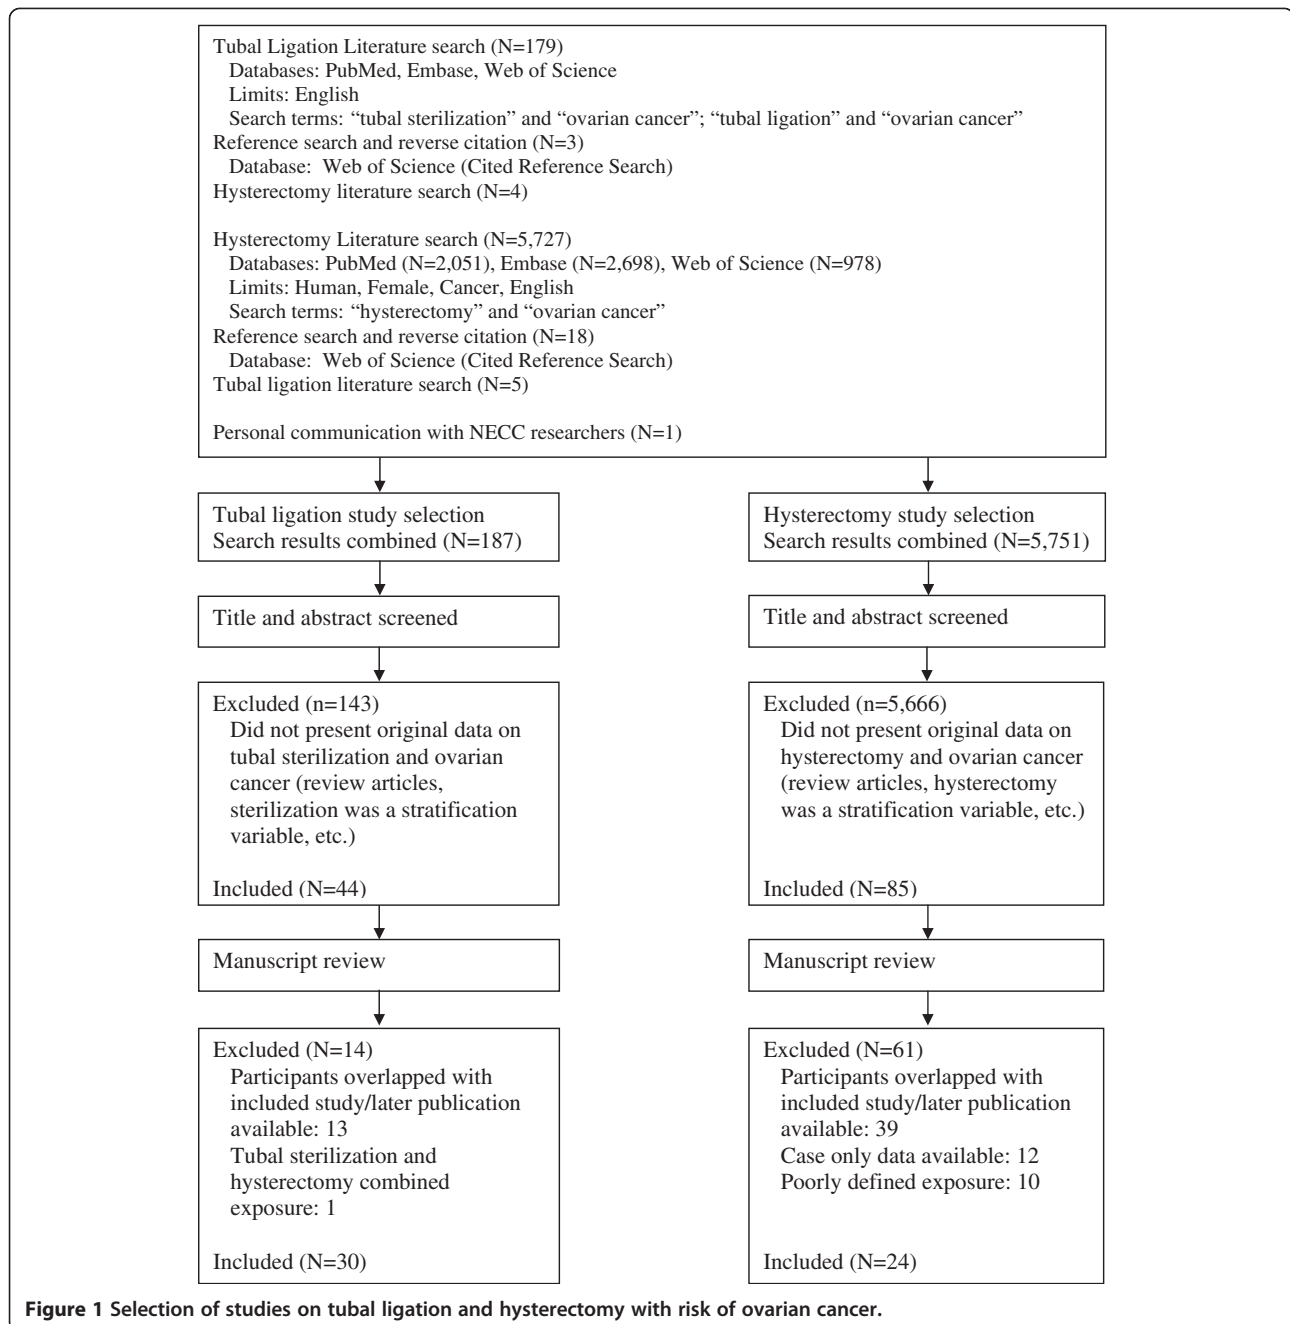 Tubal Ligation Literature search (N=179)
Databases: PubMed, Embase, Web of Science
Limits: English
Search terms: “tubal sterilization” and “ovarian cancer”; “tubal ligation” and “ovarian cancer”
Reference search and reverse citation (N=3)
Database:  Web of Science (Cited Reference Search)
Hysterectomy literature search (N=4)
Hysterectomy Literature search (N=5,727)
Databases: PubMed (N=2,051), Embase (N=2,698), Web of Science (N=978)
Limits: Human, Female, Cancer, English
Search terms: “hysterectomy” and “ovarian cancer”
Reference search and reverse citation (N=18)
Database:  Web of Science (Cited Reference Search)
Tubal ligation literature search (N=5)
Personal communication with NECC researchers (N=1)
Tubal ligation study selection
Search results combined (N=187)
Title and abstract screened
Excluded (n=143)
Did not present original data on
tubal sterilization and ovarian
cancer (review articles,
sterilization was a stratification
variable, etc.)
Included (N=44)
Manuscript review
Excluded (N=14)
Participants overlapped with
included study/later publication
available: 13
Tubal sterilization and
hysterectomy combined
exposure: 1
Included (N=30)
Hysterectomy study selection
Search results combined (N=5,751)
Title and abstract screened
Excluded (n=5,666)
Did not present original data on
hysterectomy and ovarian cancer
(review articles, hysterectomy
was a stratification variable, etc.)
Included (N=85)
Manuscript review
Excluded (N=61)
Participants overlapped with
included study/later publication
available: 39
Case only data available: 12
Poorly defined exposure: 10
Included (N=24)
Figure 1 Selection of studies on tubal ligation and hysterectomy with risk of ovarian cancer.